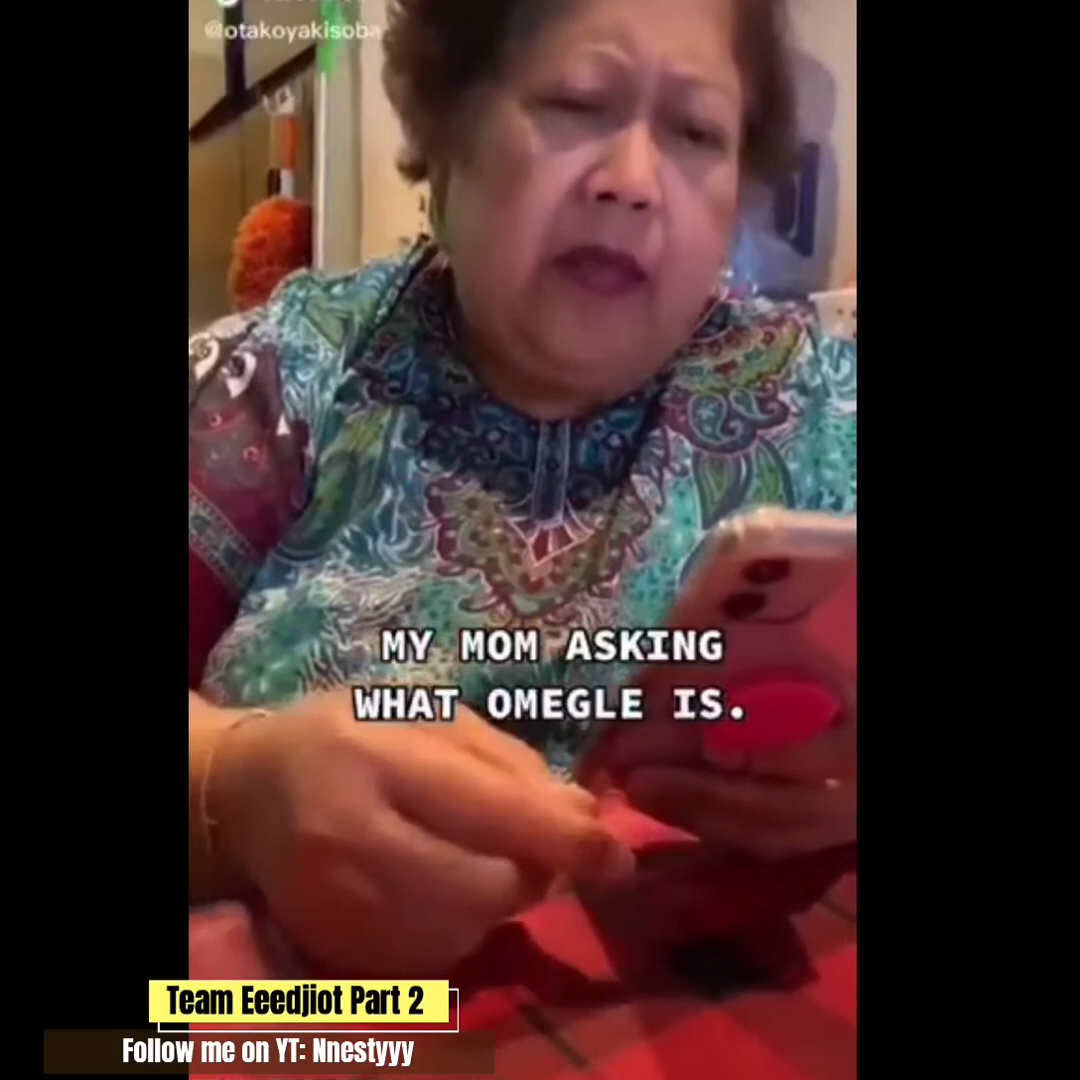 @otakoyakisoba
MY MOM ASKING
WHAT OMEGLE IS.
Team Eeedjiot Part 2
Follow me on YT: Nnestyyy